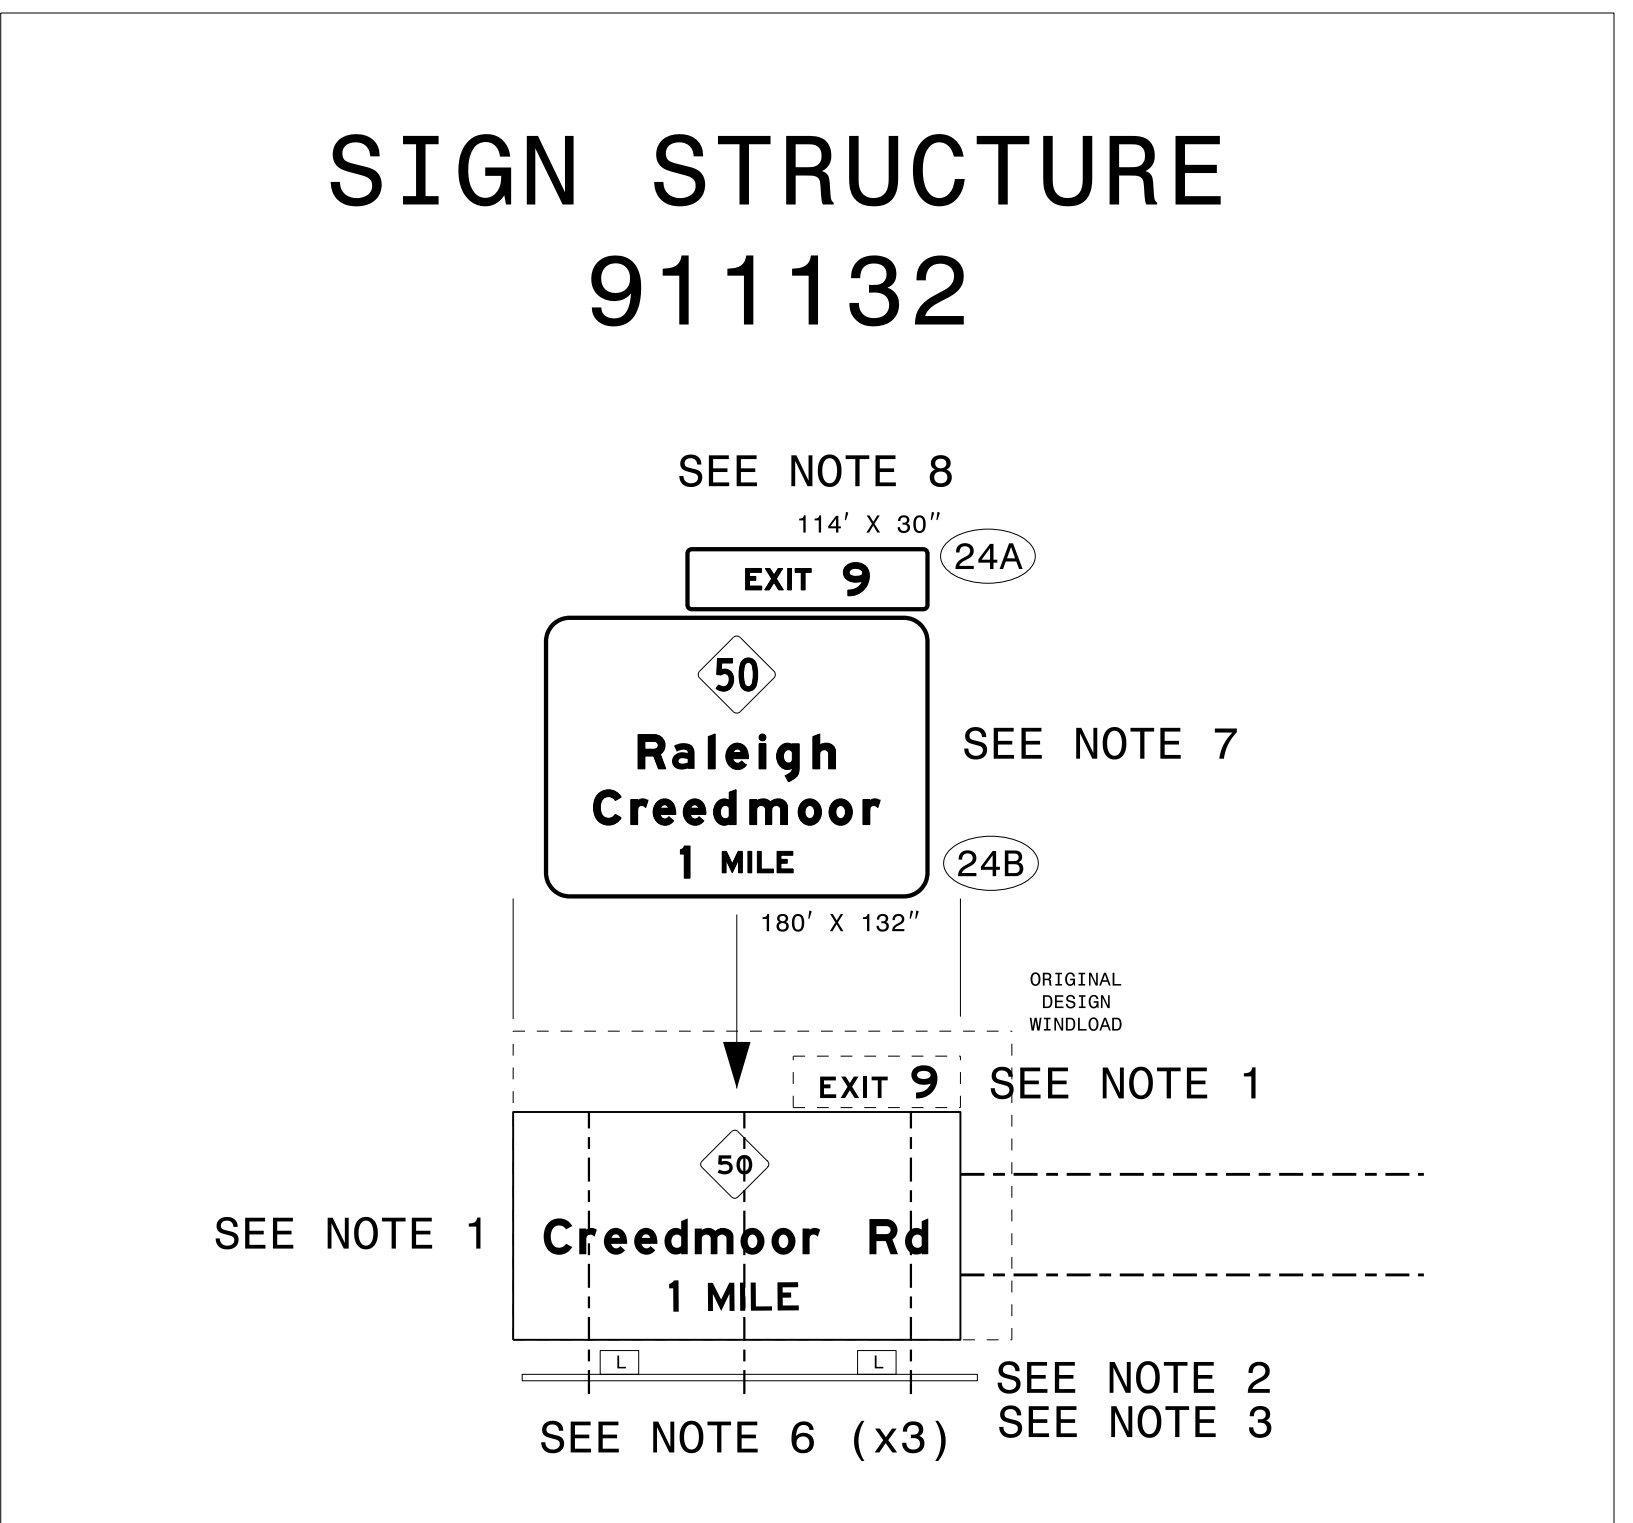 SIGN STRUCTURE
911132
SEE NOTE 8
114' X 30"
24A
EXIT 9
50
Raleigh
SEE NOTE 7
Creedmoor
1 MILE
24B
180' X 132"
ORIGINAL
DESIGN
WINDLOAD
EXIT 9
SEE NOTE 1
50
SEE NOTE 1
Creedmoor Rd
1 MILE
L
L
SEE NOTE 2
SEE NOTE 3
SEE NOTE 6 (x3)